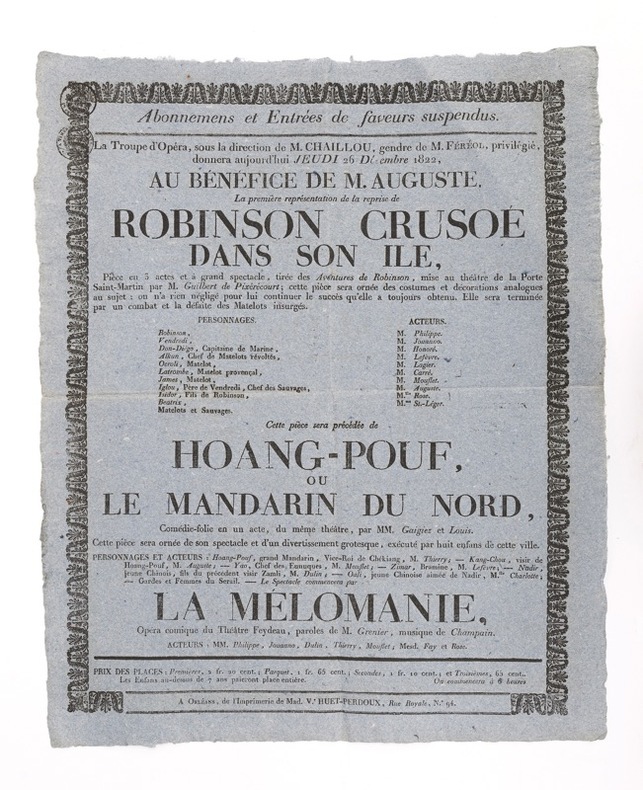 Abonnemens et Entrées de faveurs suspendus.
La Troupe d'Opéra, sous la direction de M. CHAILLOU, gendre de M. FÉRÉOL, privilégié,
donnera aujourd'hui JEUDI 26 Décembre 1822,
AU BÉNÉFICE DE M. AUGUSTE,
La première représentation de la reprise de
ROBINSON CRUSOÉ
DANS SON ILE,
Pièce en 3 actes et à grand spectacle, tirée des Aventures de Robinson, mise au théâtre de la Porte
Saint-Martin par M. Guilbert de Pixérécourt; cette pièce sera ornée des costumes et décorations analogues
au sujet: on n'a rien négligé pour lui continuer le succès qu'elle a toujours obtenu. Elle sera terminée
par un combat et la défaite des Matelots insurgés.
PERSONNAGES. ACTEURS.
Robinson, M. Philippe.
Vendredi, M. Joanno.
Don-Diégo, Capitaine de Marine, M. Honoré.
Alkun, Chef de Matelots révoltés, M. Lefèvre.
Ocroli, Matelot, M. Lagier.
Latrombe, Matelot provençal, M. Carré.
James, Matelot, M. Mouflet.
Iglou, Père de Vendredi, Chef des Sauvages, M. Auguste.
Isidor, Fils de Robinson, M.lle Rose.
Beatrix, M.me St.-Léger.
Matelots et Sauvages.
Cette pièce sera précédée de
HOANG-POUF,
OU
LE MANDARIN DU NORD,
Comédie-folie en un acte, du même théâtre, par MM. Gaigiez et Louis.
Cette pièce sera ornée de son spectacle et d'un divertissement grotesque, exécuté par huit enfans de cette ville.
PERSONNAGES ET ACTEURS: Hoang-Pouf, grand Mandarin, Vice-Roi de Chékiang, M. Thierry; — Kang-Chou, visir de
Hoang-Pouf, M. Auguste; — Yao, Chef des Eunuques, M. Mouflet; — Zumar, Bramine, M. Lefèvre; — Nadir,
jeune Chinois, fils du précédent visir Zamli, M. Dalin; — Oali, jeune Chinoise aimée de Nadir, M.lle Charlotte;
— Gardes et Femmes du Serail. — Le Spectacle commencera par
LA MÉLOMANIE,
Opéra comique du Théâtre Feydeau, paroles de M. Grenier, musique de Champain.
ACTEURS: MM. Philippe, Joanno, Dalin, Thierry, Mouflet; Mesd. Fay et Rose.
PRIX DES PLACES: Premières, 2 fr. 20 cent.; Parquet, 1 fr. 65 cent.; Secondes, 1 fr. 10 cent.; et Troisièmes, 65 cent.
Les Enfans au-dessus de 7 ans paieront place entière. On commencera à 6 heures
A ORLÉANS, de l'Imprimerie de Mad. V.e HUET-PERDOUX, Rue Royale, N.° 96.